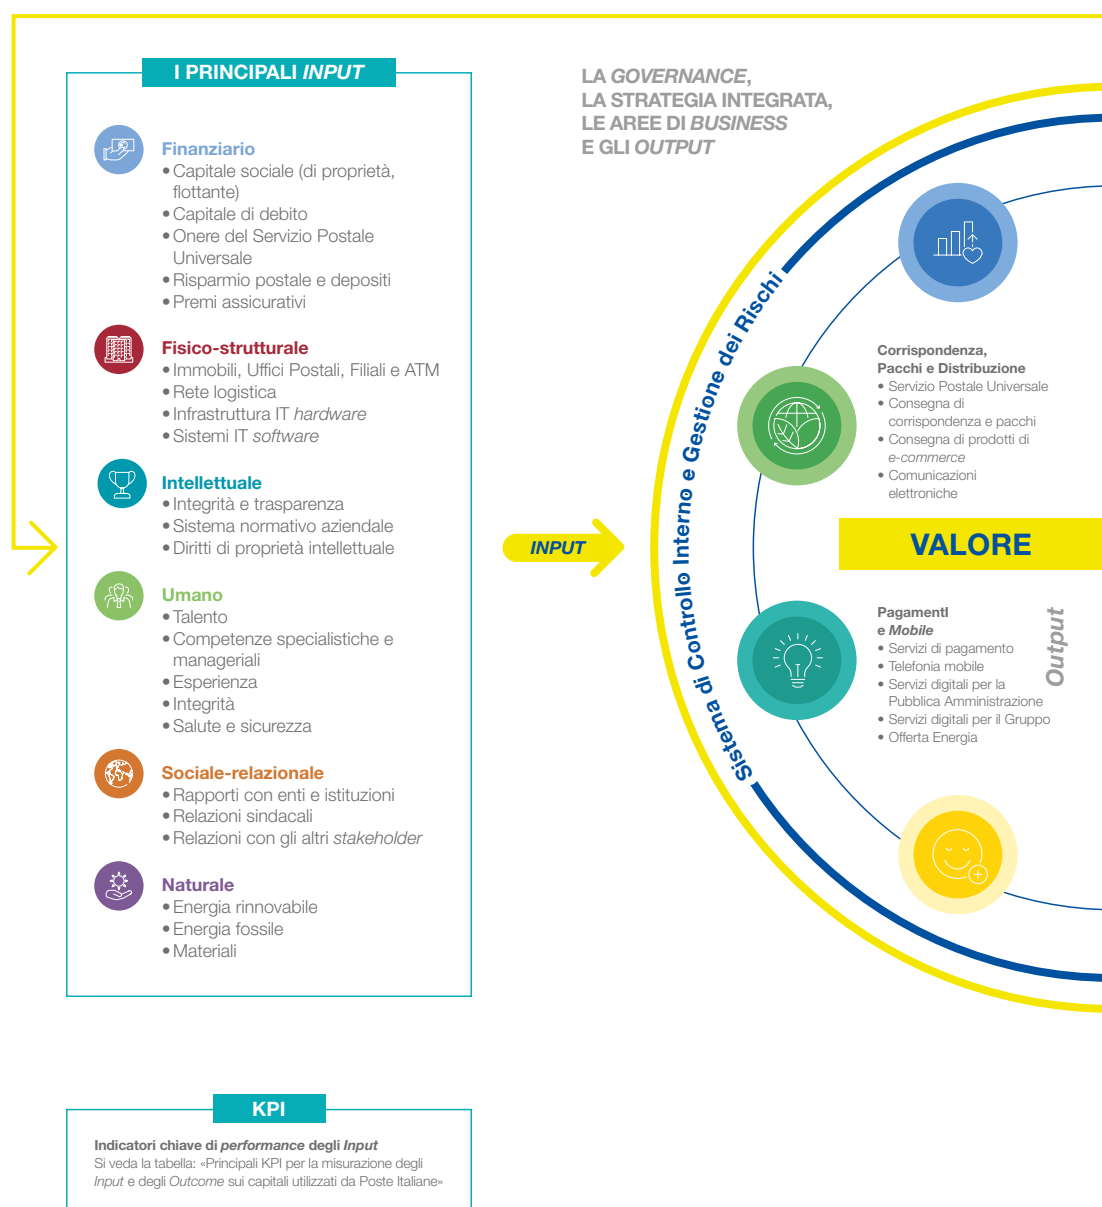 I PRINCIPALI INPUT
Finanziario
• Capitale sociale (di proprietà,
flottante)
• Capitale di debito
• Onere del Servizio Postale
Universale
• Risparmio postale e depositi
• Premi assicurativi
Fisico-strutturale
• Immobili, Uffici Postali, Filiali e ATM
• Rete logistica
• Infrastruttura IT hardware
• Sistemi IT software
Intellettuale
• Integrità e trasparenza
• Sistema normativo aziendale
• Diritti di proprietà intellettuale
Umano
• Talento
• Competenze specialistiche e
manageriali
• Esperienza
• Integrità
• Salute e sicurezza
Sociale-relazionale
• Rapporti con enti e istituzioni
• Relazioni sindacali
• Relazioni con gli altri stakeholder
Naturale
• Energia rinnovabile
• Energia fossile
• Materiali
INPUT
LA GOVERNANCE,
LA STRATEGIA INTEGRATA,
LE AREE DI BUSINESS
E GLI OUTPUT
Sistema di Controllo Interno e Gestione dei Rischi
Corrispondenza,
Pacchi e Distribuzione
• Servizio Postale Universale
• Consegna di
corrispondenza e pacchi
• Consegna di prodotti di
e-commerce
• Comunicazioni
elettroniche
VALORE
PagamentI
e Mobile
• Servizi di pagamento
• Telefonia mobile
• Servizi digitali per la
Pubblica Amministrazione
• Servizi digitali per il Gruppo
• Offerta Energia
Output
KPI
Indicatori chiave di performance degli Input
Si veda la tabella: «Principali KPI per la misurazione degli
Input e degli Outcome sui capitali utilizzati da Poste Italiane»